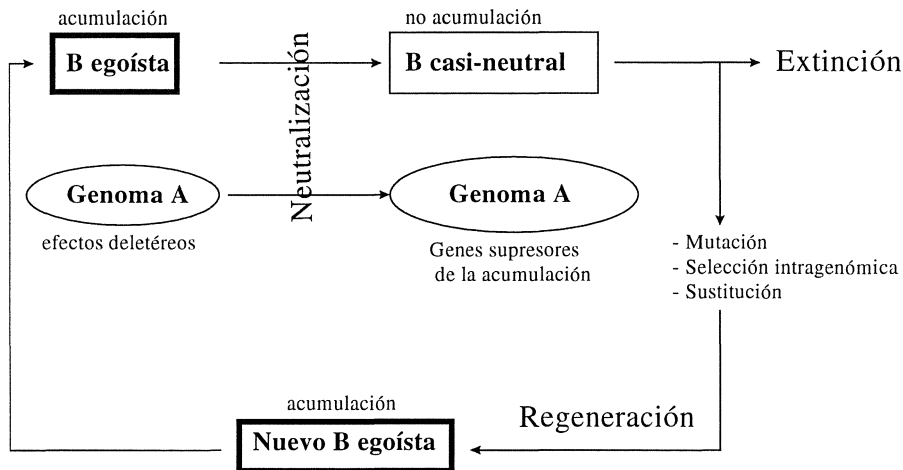 acumulación
B egoísta
no acumulación
B casi-neutral
Extinción
Neutralización
Genoma A
efectos deletéreos
Genoma A
Genes supresores
de la acumulación
- Mutación
- Selección intragenómica
- Sustitución
Regeneración
acumulación
Nuevo B egoísta